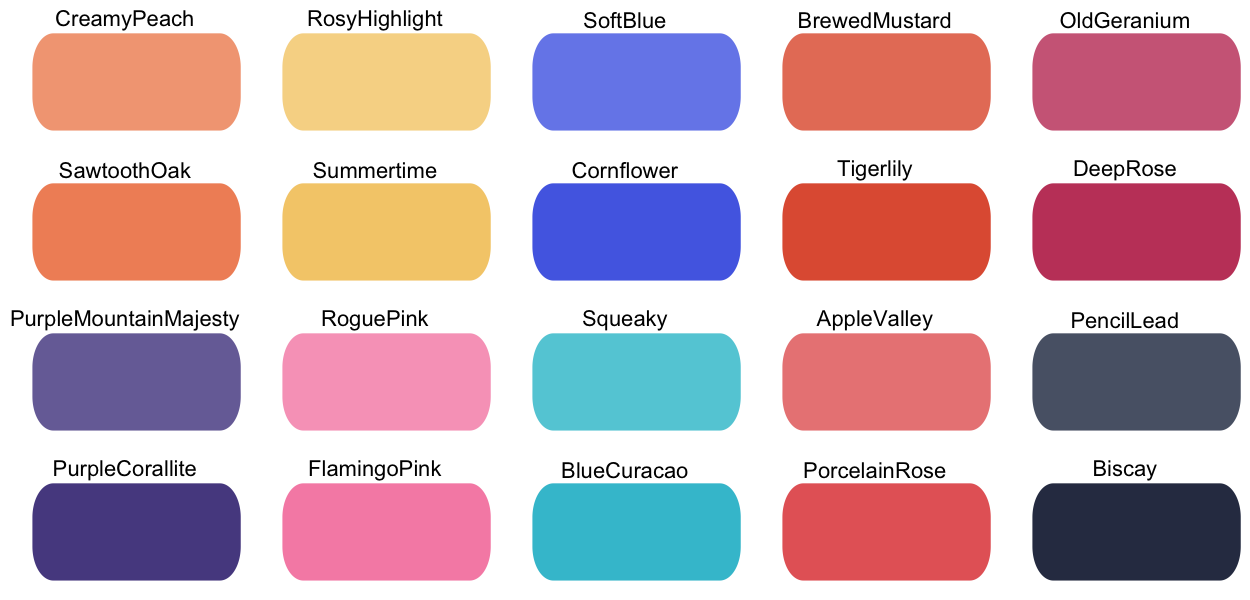 CreamyPeach
RosyHighlight
SoftBlue
BrewedMustard
OldGeranium
SawtoothOak
Summertime
Cornflower
Tigerlily
DeepRose
PurpleMountainMajesty
RoguePink
Squeaky
AppleValley
PencilLead
PurpleCorallite
FlamingoPink
BlueCuracao
PorcelainRose
Biscay